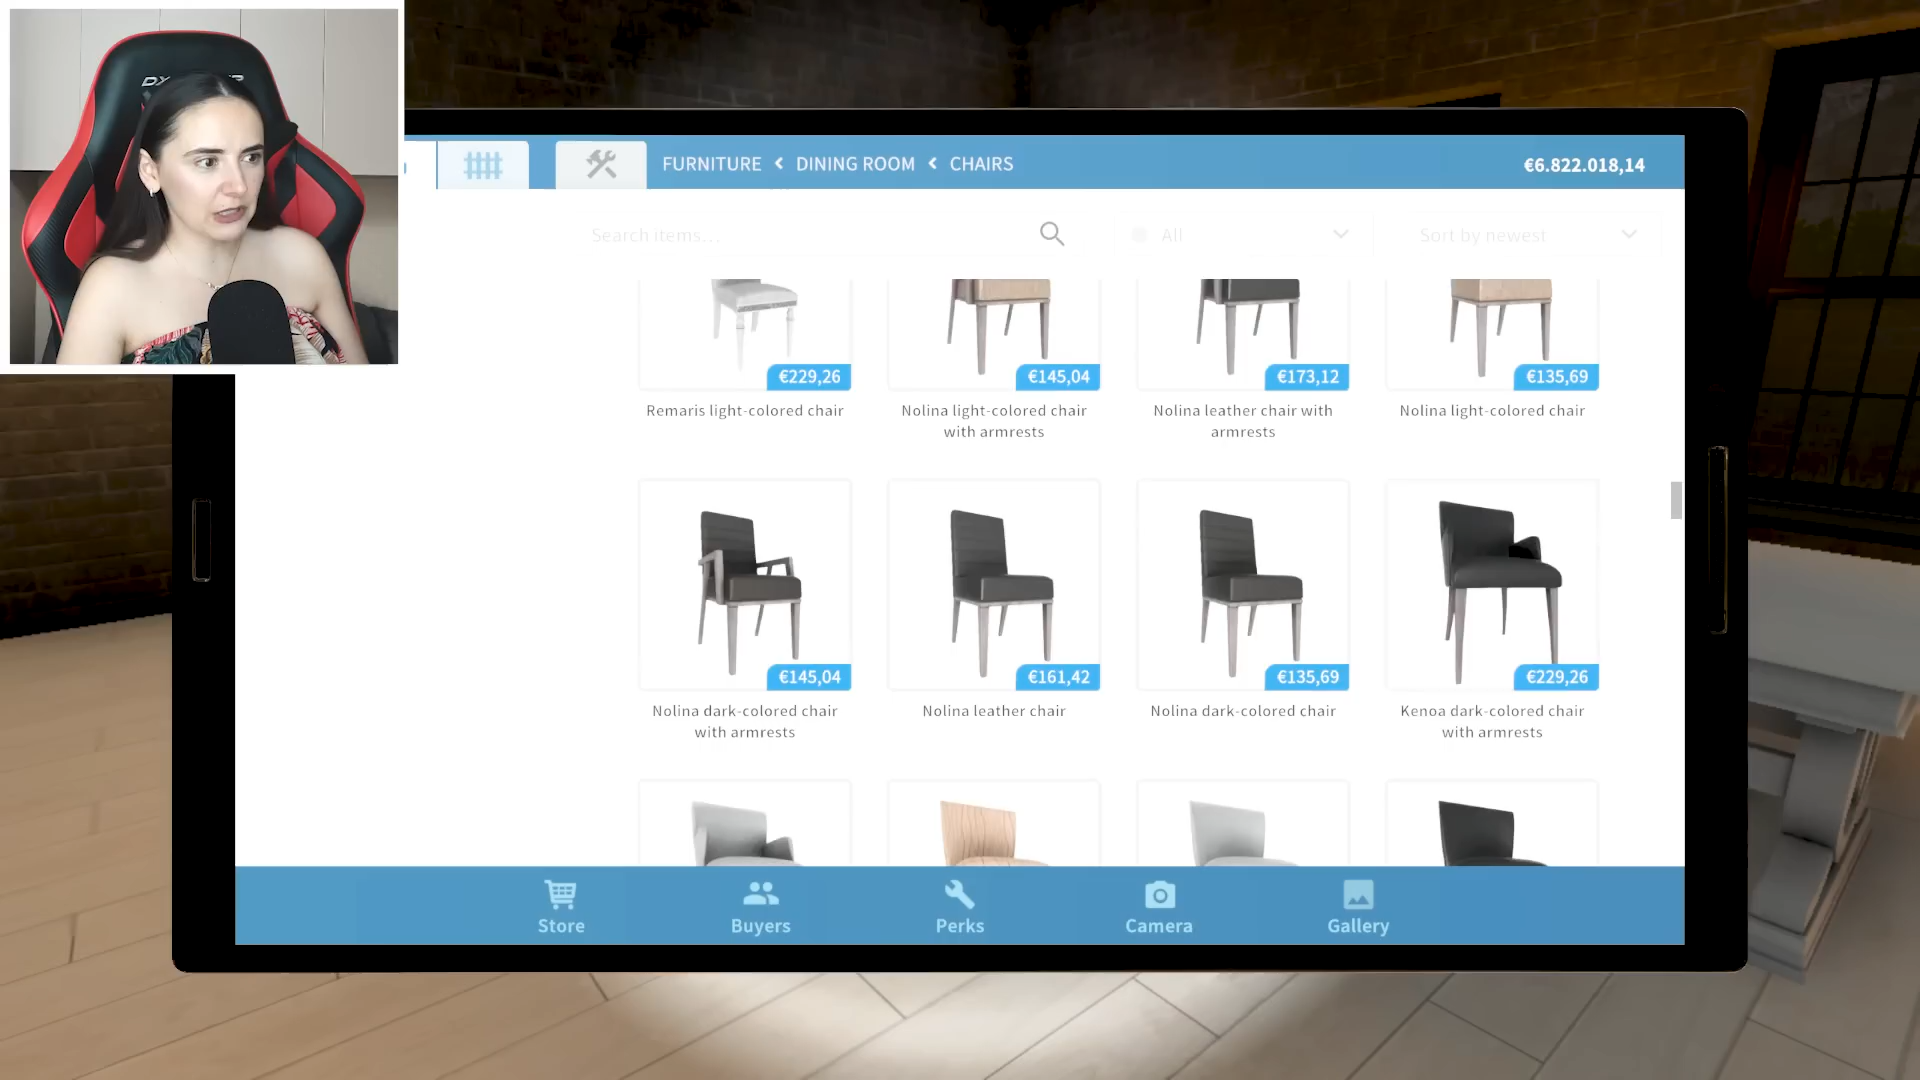 FURNITURE < DINING ROOM < CHAIRS
€6.822.018,14
Search items...
All
Sort by newest
€229,26
€145,04
€173,12
€135,69
Remaris light-colored chair
Nolina light-colored chair
with armrests
Nolina leather chair with
armrests
Nolina light-colored chair
€145,04
€161,42
€135,69
€229,26
Nolina dark-colored chair
with armrests
Nolina leather chair
Nolina dark-colored chair
Kenoa dark-colored chair
with armrests
Store
Buyers
Perks
Camera
Gallery